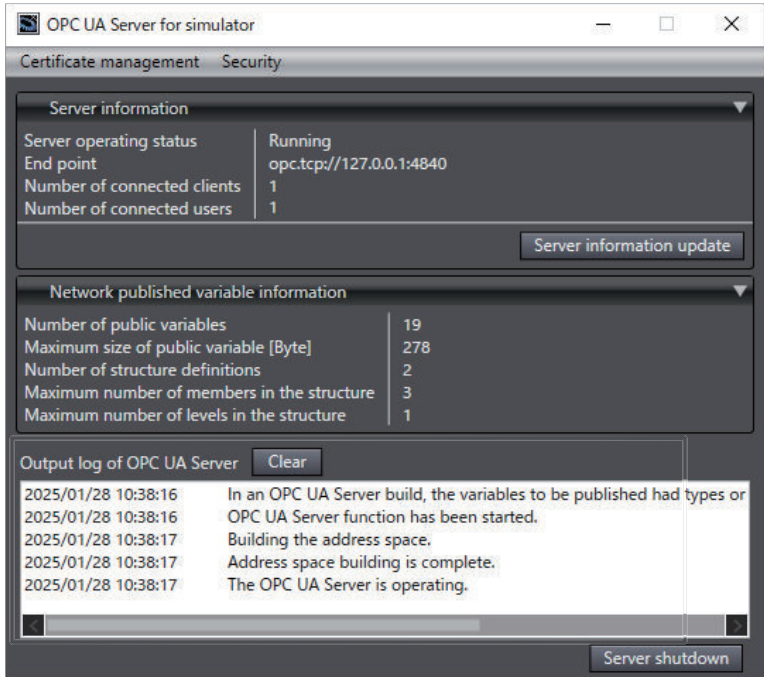 OPC UA Server for simulator
Certificate management Security
Server information
Server operating status Running
End point opc.tcp://127.0.0.1:4840
Number of connected clients 1
Number of connected users 1
Server information update
Network published variable information
Number of public variables 19
Maximum size of public variable [Byte] 278
Number of structure definitions 2
Maximum number of members in the structure 3
Maximum number of levels in the structure 1
Output log of OPC UA Server Clear
2025/01/28 10:38:16 In an OPC UA Server build, the variables to be published had types or
2025/01/28 10:38:16 OPC UA Server function has been started.
2025/01/28 10:38:17 Building the address space.
2025/01/28 10:38:17 Address space building is complete.
2025/01/28 10:38:17 The OPC UA Server is operating.
Server shutdown